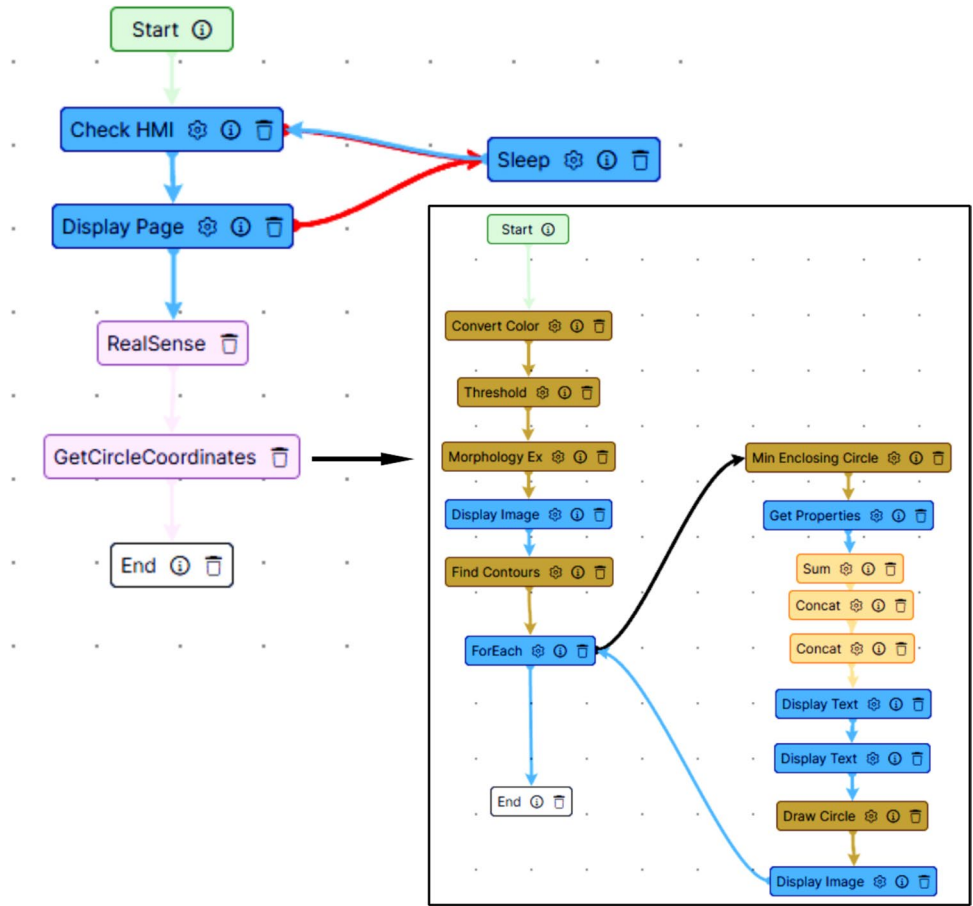 Start
Check HMI
Sleep
Display Page
RealSense
GetCircleCoordinates
End
Start
Convert Color
Threshold
Morphology Ex
Display Image
Find Contours
ForEach
End
Min Enclosing Circle
Get Properties
Sum
Concat
Concat
Display Text
Display Text
Draw Circle
Display Image